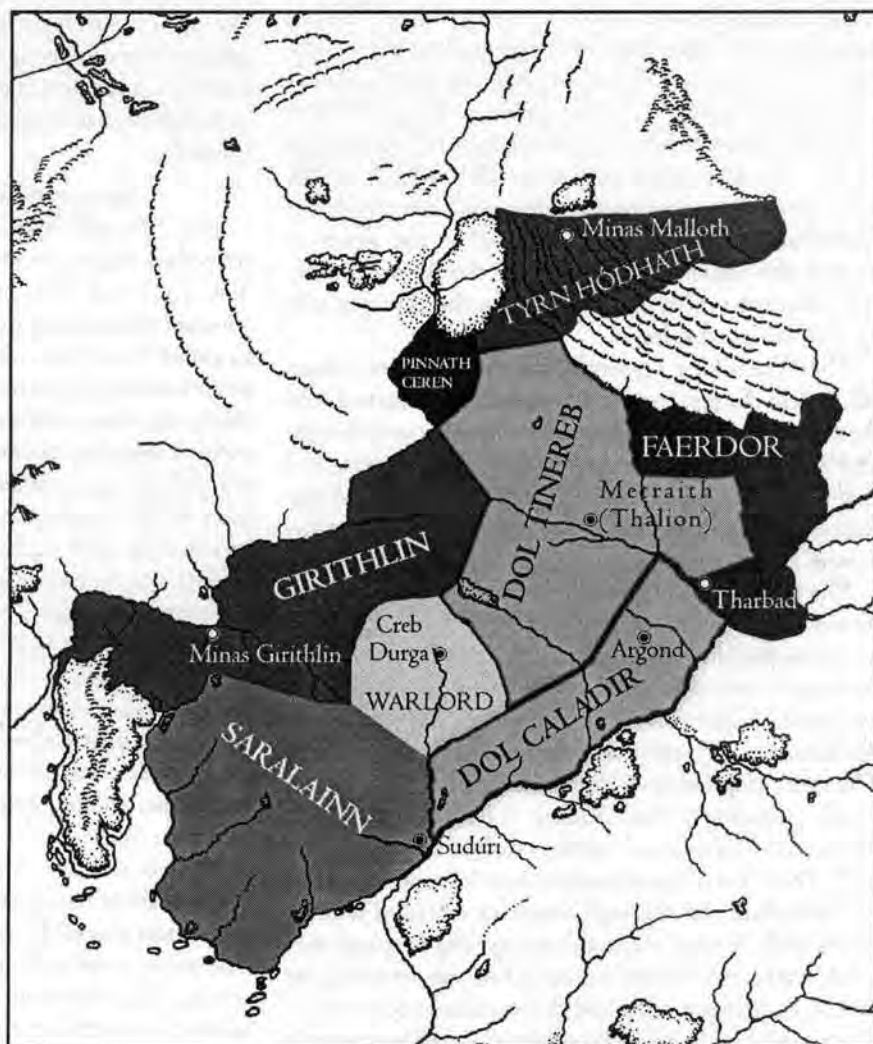 Minas Malloth
TYRN HODHATH
PINNATH
CEREN
FAERDOR
DOL TINEREB
Metraith
(Thalion)
GIRITHLIN
Tharbad
Creb
Durga
Minas Girithlin
Argond
WARLORD
DOL CALADIR
SARALAINN
Sudúri